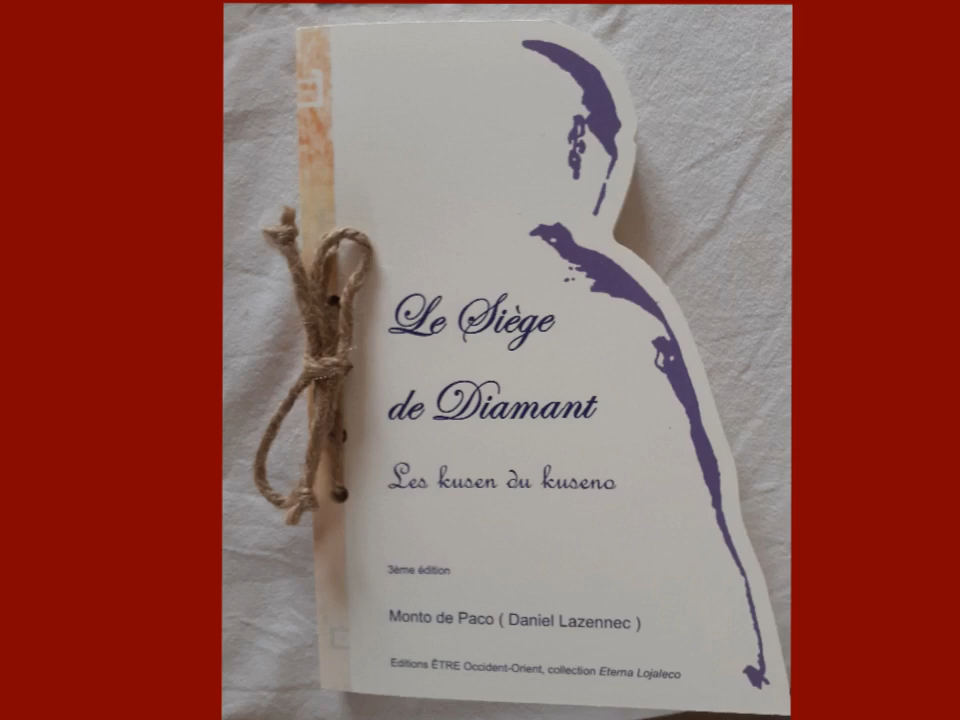 Le Siège
de Diamant
Les kusen du kuseno
3ème édition
Monto de Paco ( Daniel Lazennec )
Editions ÊTRE Occident-Orient, collection Eterna Lojaleco